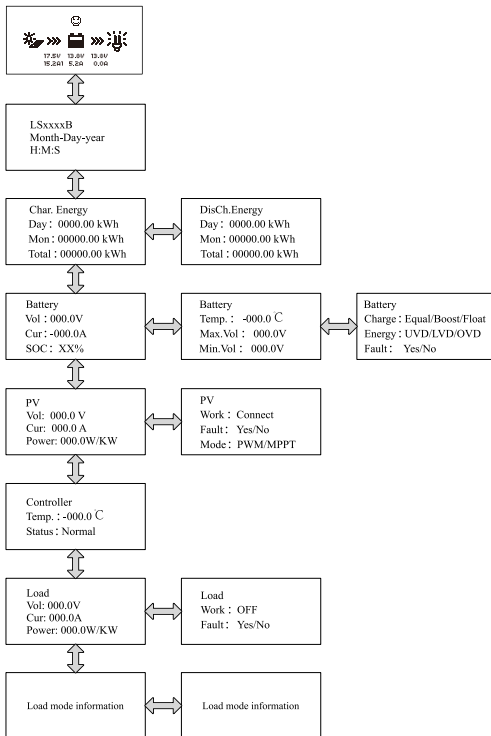 17.5V 13.8V 13.8V
15.2A1 5.2A 0.0A
LSxxxxB
Month-Day-year
H:M:S
Char. Energy
Day: 0000.00 kWh
Mon: 00000.00 kWh
Total: 00000.00 kWh
DisCh.Energy
Day: 0000.00 kWh
Mon: 00000.00 kWh
Total: 00000.00 kWh
Battery
Vol: 000.0V
Cur: -000.0A
SOC: XX%
Battery
Temp.: -000.0℃
Max.Vol: 000.0V
Min.Vol: 000.0V
Battery
Charge: Equal/Boost/Float
Energy: UVD/LVD/OVD
Fault: Yes/No
PV
Vol: 000.0 V
Cur: 000.0 A
Power: 000.0W/KW
PV
Work: Connect
Fault: Yes/No
Mode: PWM/MPPT
Controller
Temp.: -000.0℃
Status: Normal
Load
Vol: 000.0V
Cur: 000.0A
Power: 000.0W/KW
Load
Work: OFF
Fault: Yes/No
Load mode information
Load mode information